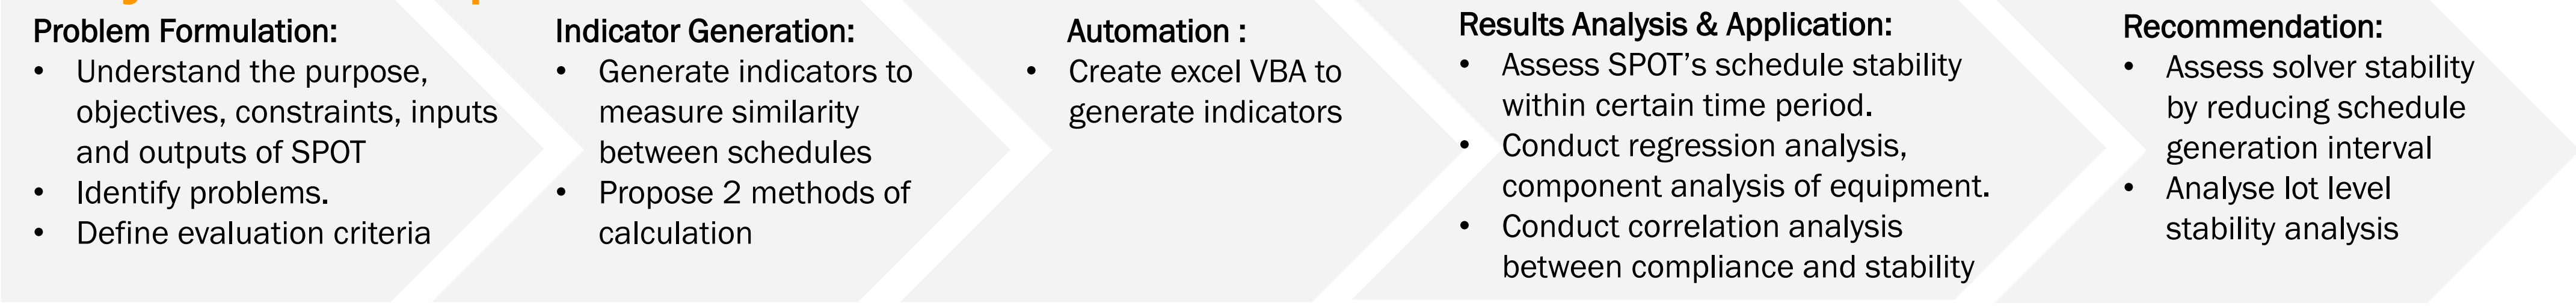 Problem Formulation:
• Understand the purpose,
objectives, constraints, inputs
and outputs of SPOT
• Identify problems.
• Define evaluation criteria
Indicator Generation:
• Generate indicators to
measure similarity
between schedules
• Propose 2 methods of
calculation
Automation :
• Create excel VBA to
generate indicators
Results Analysis & Application:
• Assess SPOT’s schedule stability
within certain time period.
• Conduct regression analysis,
component analysis of equipment.
• Conduct correlation analysis
between compliance and stability
Recommendation:
• Assess solver stability
by reducing schedule
generation interval
• Analyse lot level
stability analysis